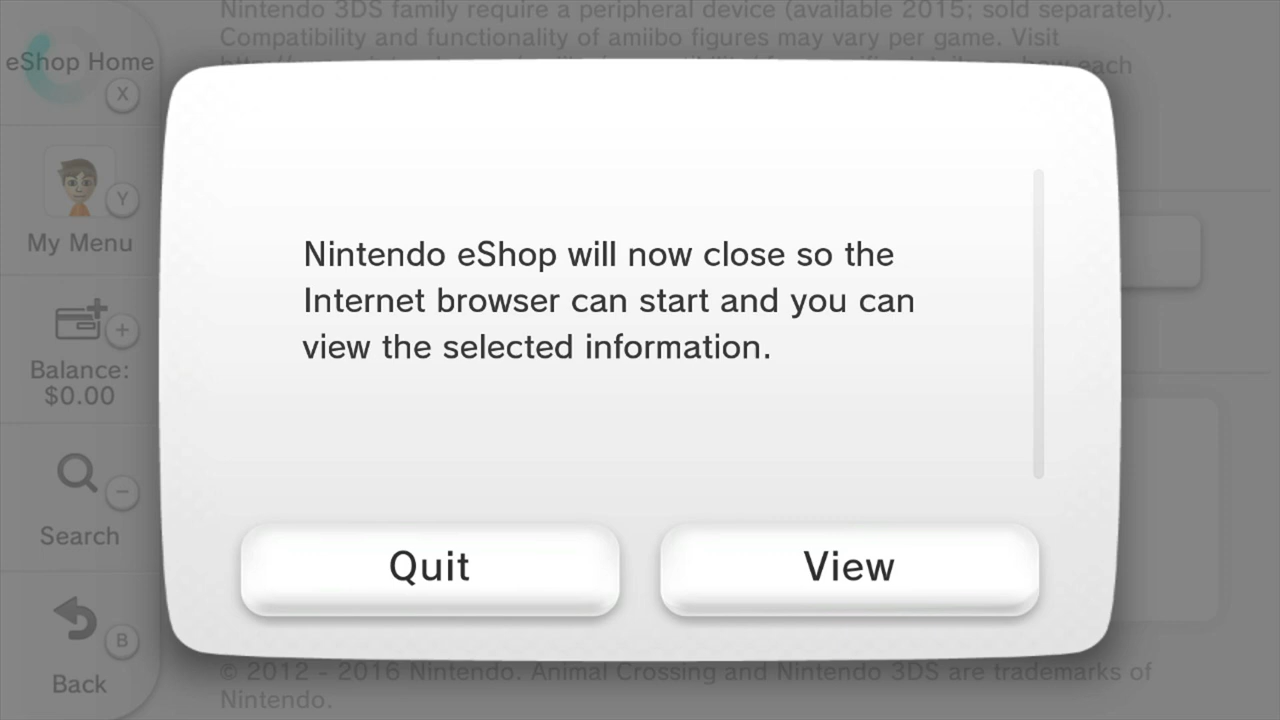 Nintendo 3DS family require a peripheral device (available 2015; sold separately).
Compatibility and functionality of amiibo figures may vary per game. Visit
how each
eShop Home
X
Y
My Menu
+
Balance:
$0.00
−
Search
B
Back
Nintendo eShop will now close so the
Internet browser can start and you can
view the selected information.
Quit
View
© 2012 - 2016 Nintendo. Animal Crossing and Nintendo 3DS are trademarks of
Nintendo.